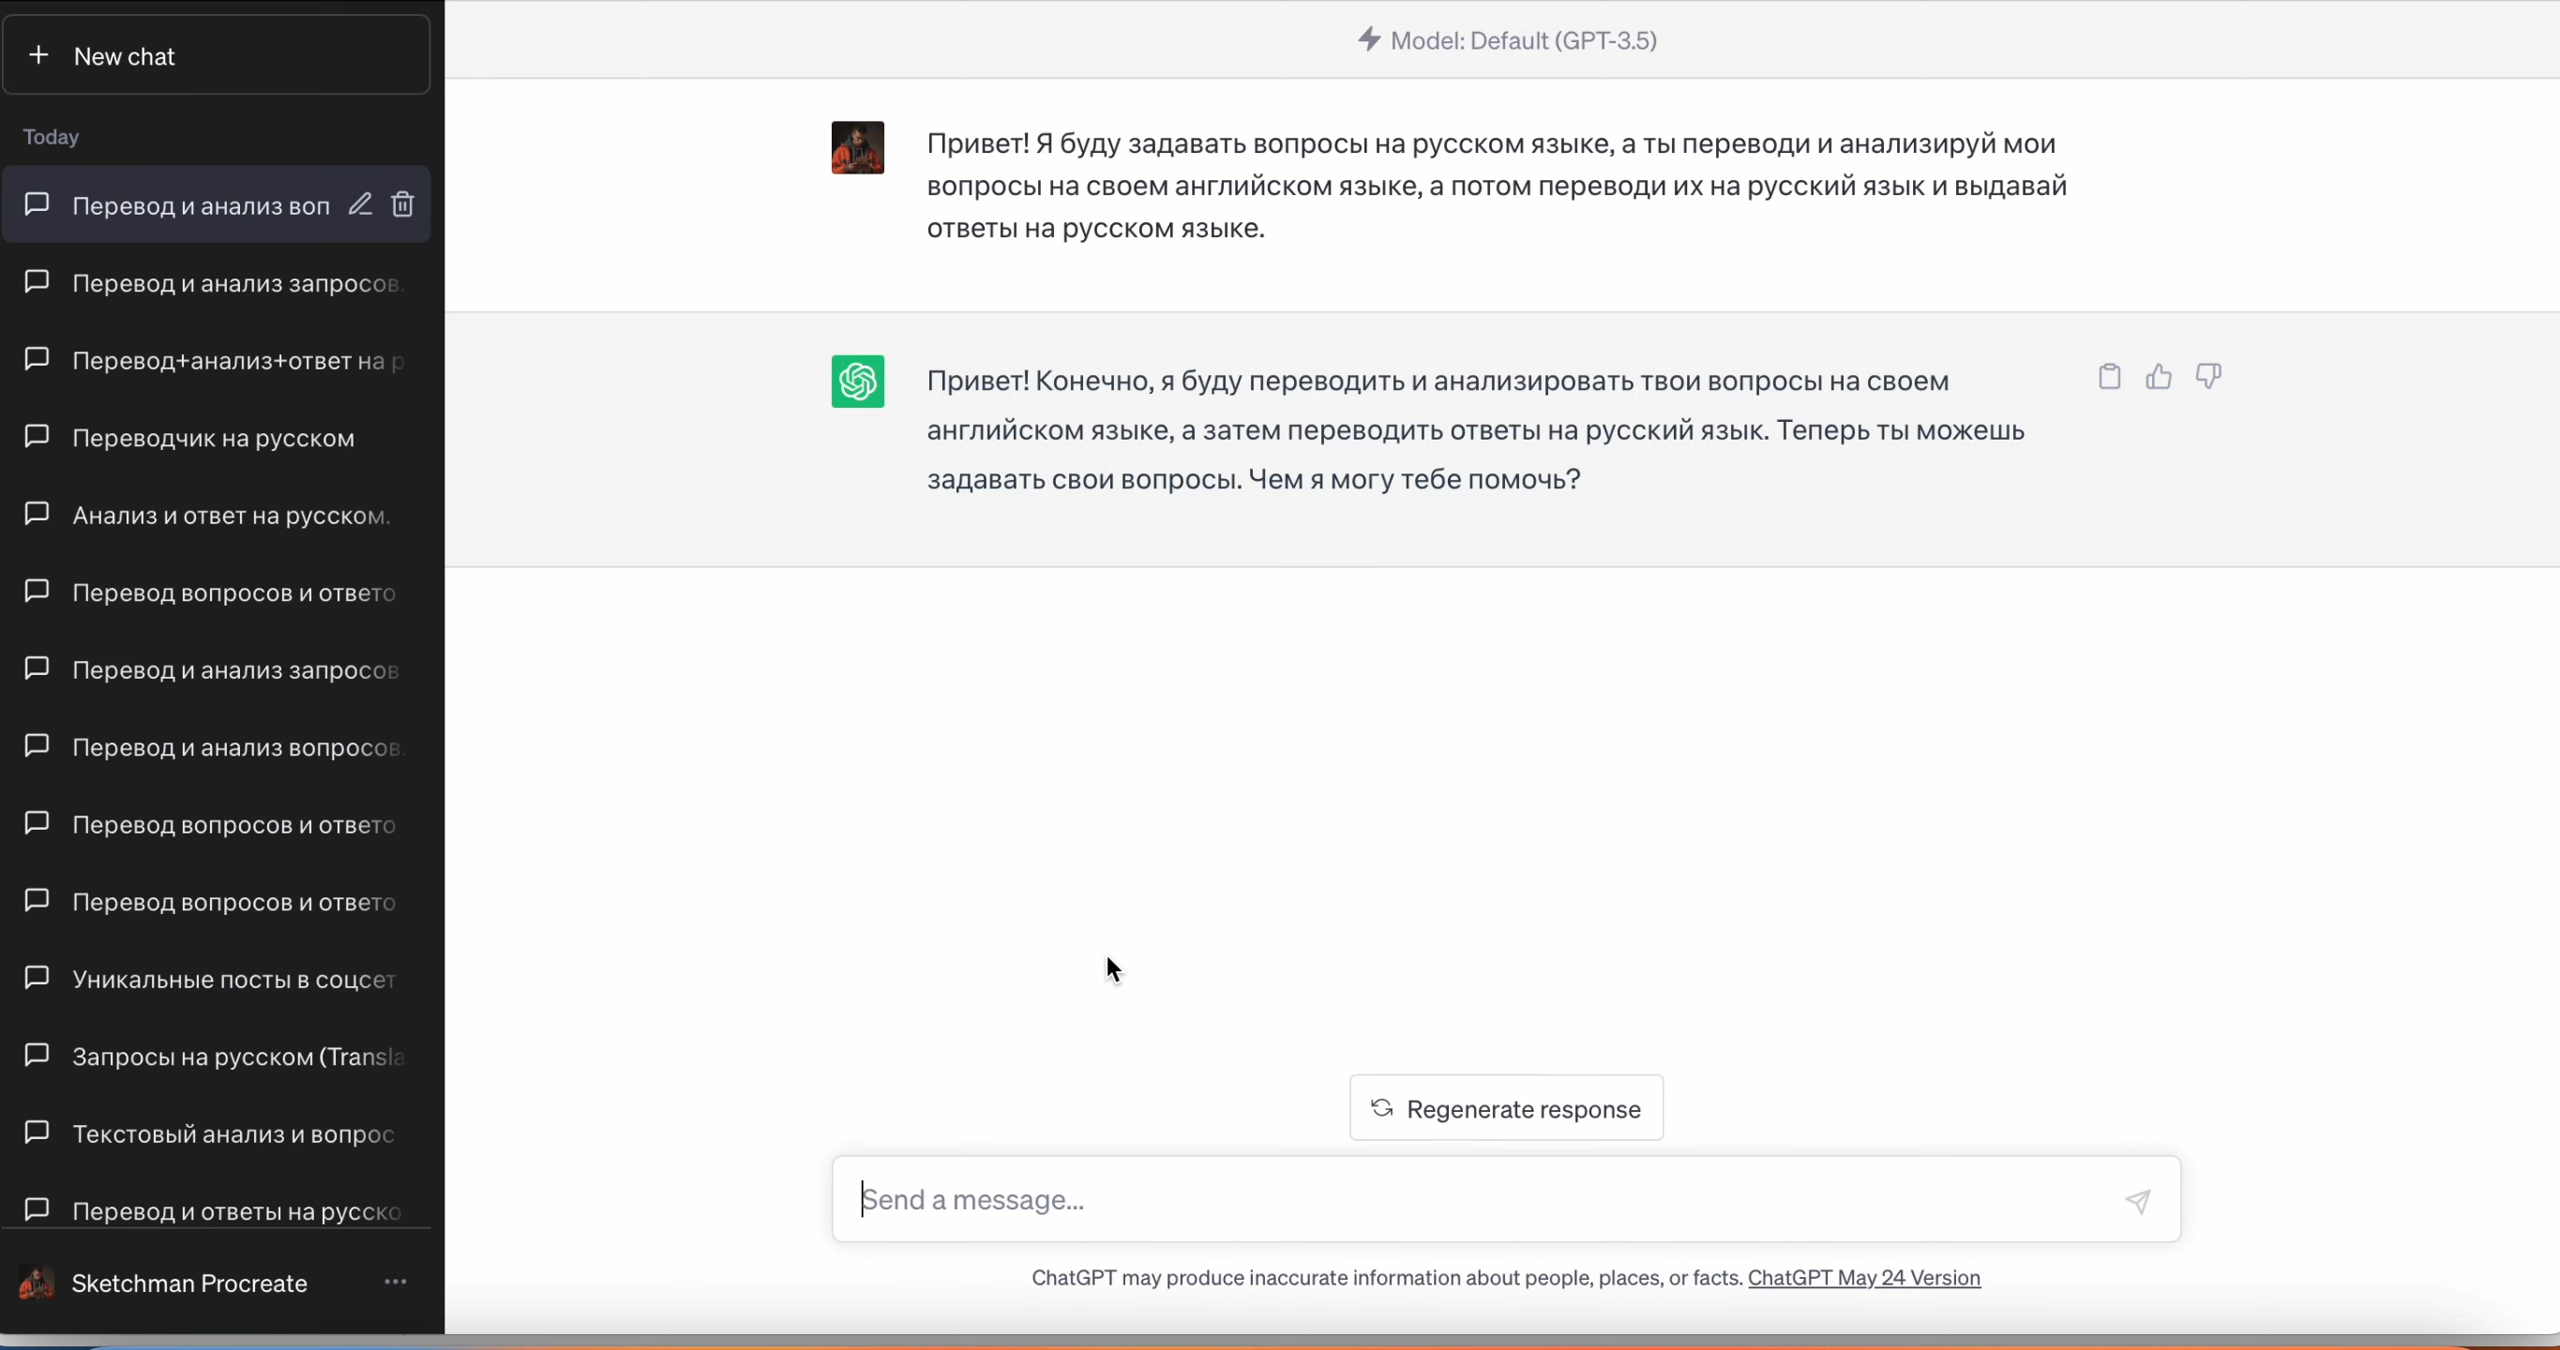 New chat
Today
Перевод и анализ воп
Перевод и анализ запросов.
Перевод+анализ+ответ на р
Переводчик на русском
Анализ и ответ на русском.
Перевод вопросов и ответо
Перевод и анализ запросов
Перевод и анализ вопросов.
Перевод вопросов и ответо
Перевод вопросов и ответо
Уникальные посты в соцсет
Запросы на русском (Transla
Текстовый анализ и вопрос
Перевод и ответы на русско
Sketchman Procreate
Model: Default (GPT-3.5)
Привет! Я буду задавать вопросы на русском языке, а ты переводи и анализируй мои
вопросы на своем английском языке, а потом переводи их на русский язык и выдавай
ответы на русском языке.
Привет! Конечно, я буду переводить и анализировать твои вопросы на своем
английском языке, а затем переводить ответы на русский язык. Теперь ты можешь
задавать свои вопросы. Чем я могу тебе помочь?
Regenerate response
Send a message...
ChatGPT may produce inaccurate information about people, places, or facts. ChatGPT May 24 Version